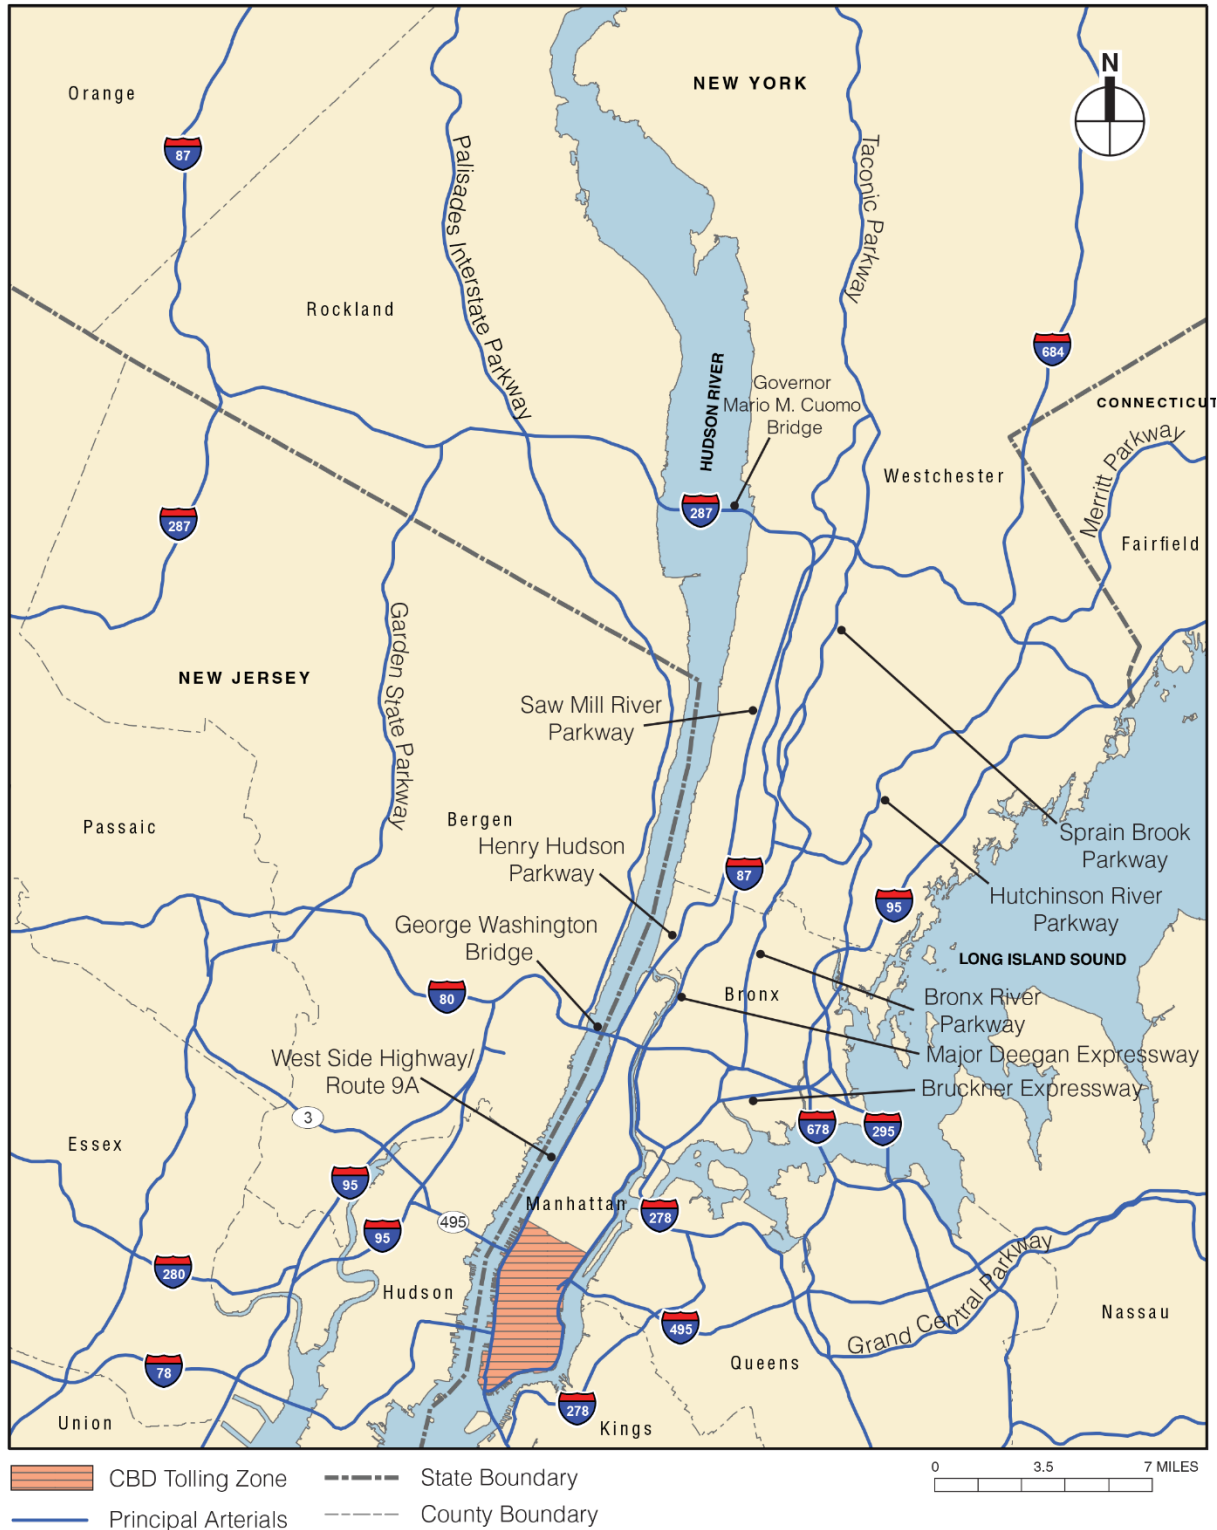 N
NEW YORK
Orange
87
Palisades Interstate Parkway
Taconic Parkway
Rockland
684
HUDSON RIVER
Governor
Mario M. Cuomo
Bridge
CONNECTICUT
Merritt Parkway
Westchester
287
287
Fairfield
Garden State Parkway
NEW JERSEY
Saw Mill River
Parkway
Passaic
Bergen
Sprain Brook
Parkway
Henry Hudson
Parkway
87
95
Hutchinson River
Parkway
George Washington
Bridge
LONG ISLAND SOUND
80
Bronx
Bronx River
Parkway
Major Deegan Expressway
West Side Highway/
Route 9A
Bruckner Expressway
3
678
295
Essex
95
Manhattan
278
495
95
280
Hudson
Grand Central Parkway
Nassau
495
Queens
78
278
Union
Kings
CBD Tolling Zone
State Boundary
0 3.5 7 MILES
Principal Arterials
County Boundary